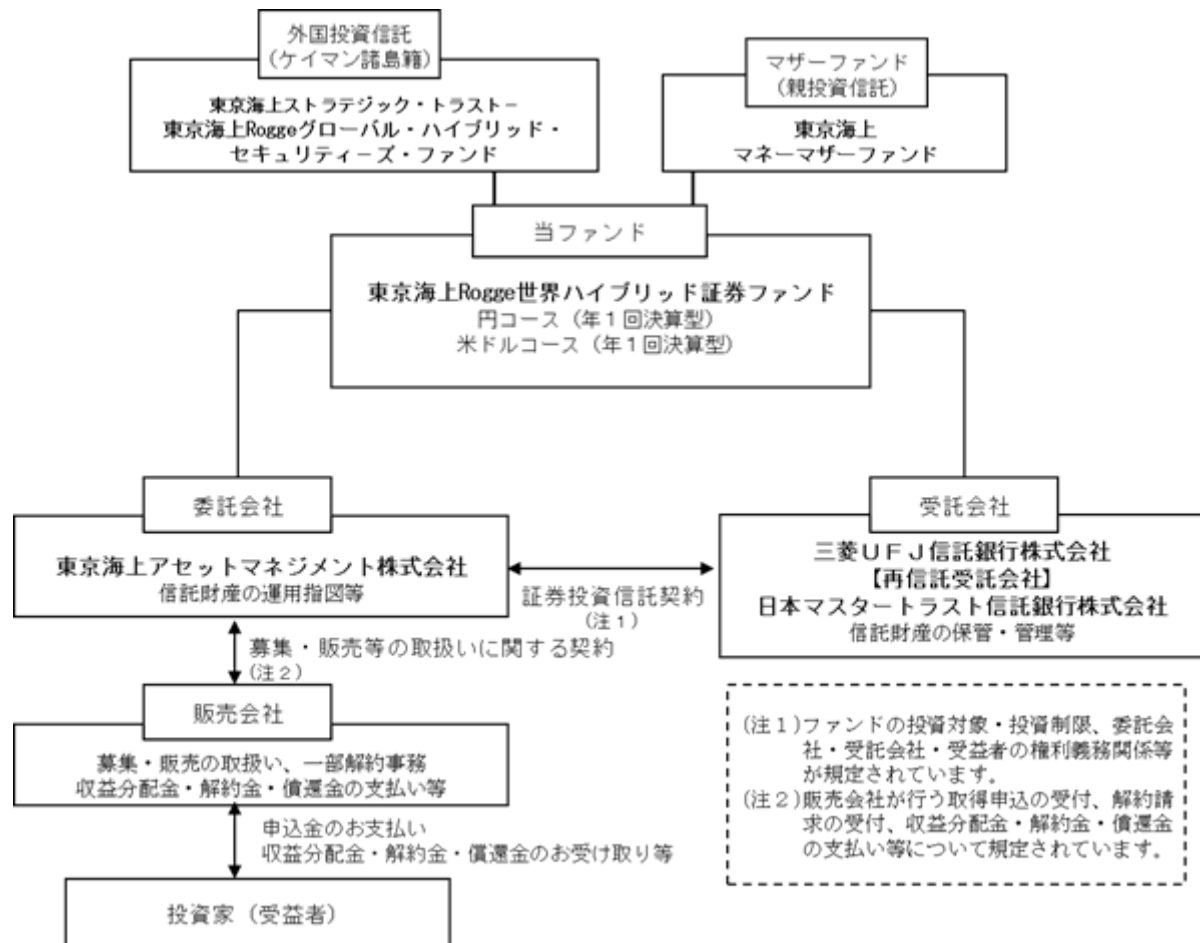 外国投資信託
(ケイマン諸島籍)
東京海上ストラテジック・トラスト－
東京海上Roggeグローバル・ハイブリッド・
セキュリティーズ・ファンド
マザーファンド
(親投資信託)
東京海上
マネーマザーファンド
当ファンド
東京海上Rogge世界ハイブリッド証券ファンド
円コース（年１回決算型）
米ドルコース（年１回決算型）
委託会社
東京海上アセットマネジメント株式会社
信託財産の運用指図等
証券投資信託契約
(注１)
受託会社
三菱ＵＦＪ信託銀行株式会社
【再信託受託会社】
日本マスタートラスト信託銀行株式会社
信託財産の保管・管理等
募集・販売等の取扱いに関する契約
(注２)
販売会社
募集・販売の取扱い、一部解約事務
収益分配金・解約金・償還金の支払い等
申込金のお支払い
収益分配金・解約金・償還金のお受け取り等
投資家（受益者）
(注１)ファンドの投資対象・投資制限、委託会
社・受託会社・受益者の権利義務関係等
が規定されています。
(注２)販売会社が行う取得申込の受付、解約請
求の受付、収益分配金・解約金・償還金
の支払い等について規定されています。